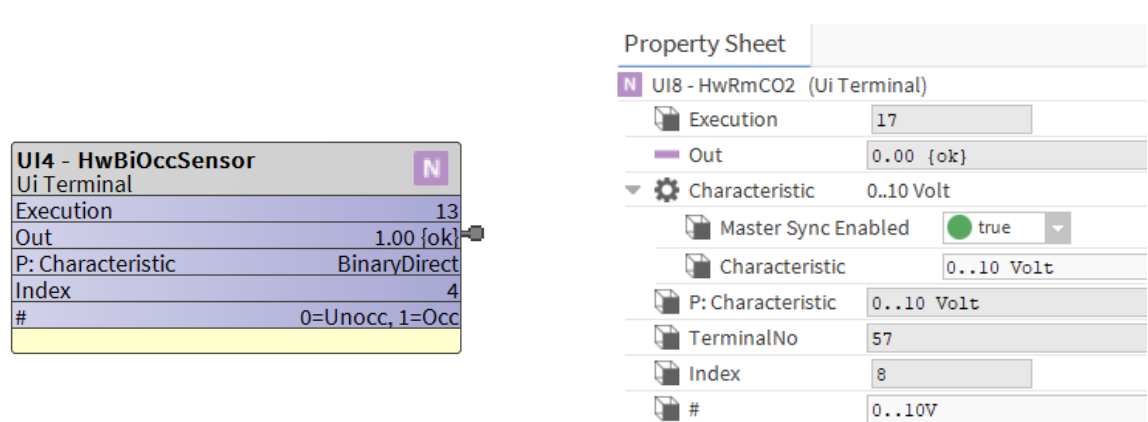 UI4 - HwBiOccSensor
N
Ui Terminal
Execution 13
Out 1.00 {ok}
P: Characteristic BinaryDirect
Index 4
# 0=Unocc, 1=Occ
Property Sheet
N UI8 - HwRmCO2 (Ui Terminal)
Execution 17
Out 0.00 {ok}
Characteristic 0..10 Volt
Master Sync Enabled true
Characteristic 0..10 Volt
P: Characteristic 0..10 Volt
TerminalNo 57
Index 8
# 0..10V